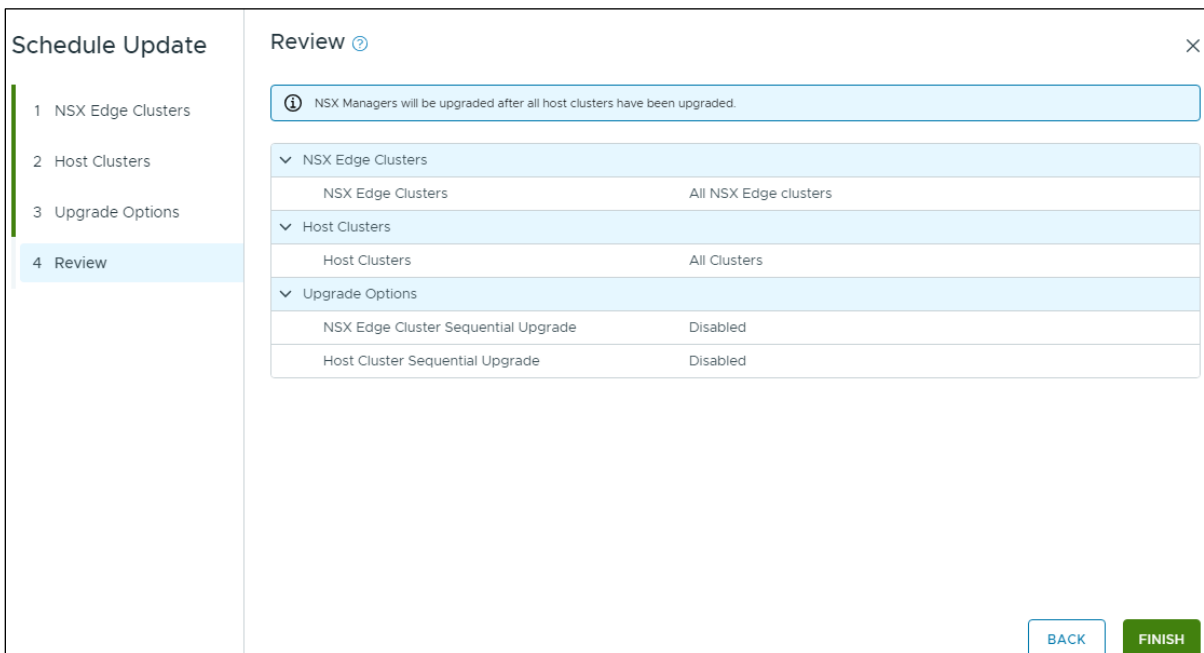 Schedule Update
1 NSX Edge Clusters
2 Host Clusters
3 Upgrade Options
4 Review
Review
NSX Managers will be upgraded after all host clusters have been upgraded.
NSX Edge Clusters
NSX Edge Clusters All NSX Edge clusters
Host Clusters
Host Clusters All Clusters
Upgrade Options
NSX Edge Cluster Sequential Upgrade Disabled
Host Cluster Sequential Upgrade Disabled
BACK FINISH